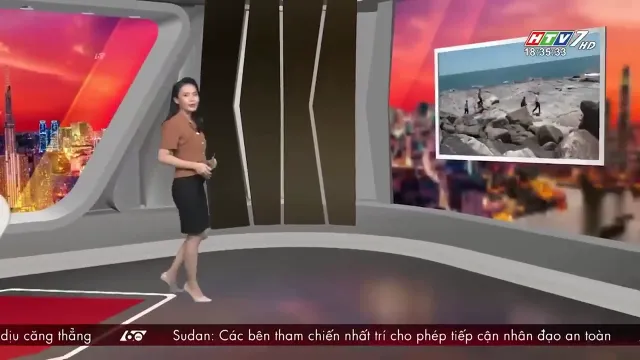 HTV7 HD
18:35:33
dịu căng thẳng 60 Sudan: Các bên tham chiến nhất trí cho phép tiếp cận nhân đạo an toàn